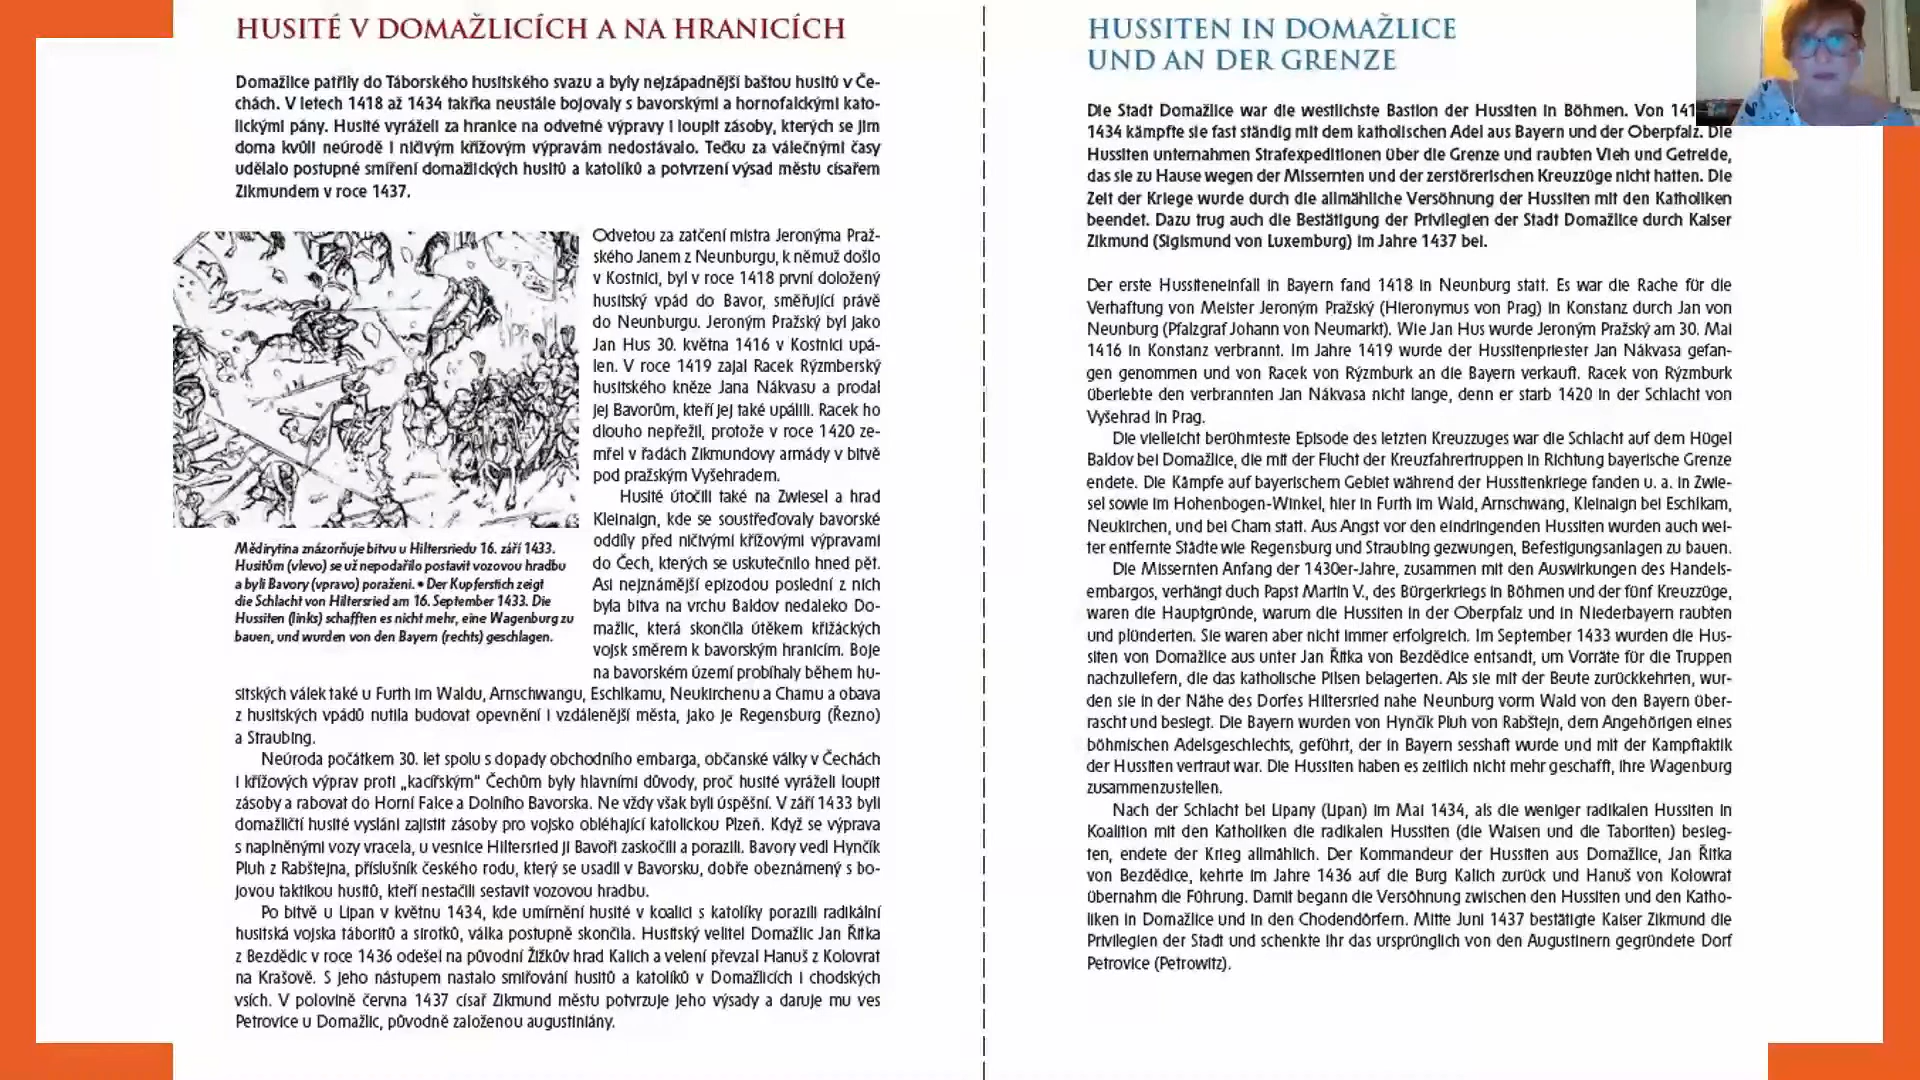 HUSITÉ V DOMAŽLICÍCH A NA HRANICÍCH
Domažlice patřily do Táborského husitského svazu a byly nejzápadnější baštou husitů v Če-
chách. V letech 1418 až 1434 takřka neustále bojovaly s bavorskými a hornofalckými kato-
lickými pány. Husité vyráželi za hranice na odvetné výpravy i loupit zásoby, kterých se jim
doma kvůli neúrodě i ničivým křížovým výpravám nedostávalo. Tečku za válečnými časy
udělalo postupné smíření domažlických husitů a katolíků a potvrzení výsad městu císařem
Zikmundem v roce 1437.
Odvetou za zatčení mistra Jeronýma Praž-
ského Janem z Neunburgu, k němuž došlo
v Kostnici, byl v roce 1418 první doložený
husitský vpád do Bavor, směřující právě
do Neunburgu. Jeroným Pražský byl jako
Jan Hus 30. května 1416 v Kostnici upá-
len. V roce 1419 zajal Racek Rýzmberský
husitského kněze Jana Nákvasu a prodal
jej Bavorům, kteří jej také upálili. Racek ho
dlouho nepřežil, protože v roce 1420 ze-
mřel v řadách Zikmundovy armády v bitvě
pod pražským Vyšehradem.
Husité útočili také na Zwiesel a hrad
Kleinaign, kde se soustřeďovaly bavorské
oddíly před ničivými křížovými výpravami
do Čech, kterých se uskutečnilo hned pět.
Asi nejznámější epizodou poslední z nich
byla bitva na vrchu Baldov nedaleko Do-
mažlic, která skončila útěkem křižáckých
vojsk směrem k bavorským hranicím. Boje
na bavorském území probíhaly během hu-
sitských válek také u Furth im Waldu, Arnschwangu, Eschlkamu, Neukirchenu a Chamu a obava
z husitských vpádů nutila budovat opevnění i vzdálenější města, jako je Regensburg (Řezno)
a Straubing.
Mědirytina znázorňuje bitvu u Hiltersriedu 16. září 1433.
Husitům (vlevo) se už nepodařilo postavit vozovou hradbu
a byli Bavory (vpravo) poraženi. • Der Kupferstich zeigt
die Schlacht von Hiltersried am 16. September 1433. Die
Hussiten (links) schafften es nicht mehr, eine Wagenburg zu
bauen, und wurden von den Bayern (rechts) geschlagen.
Neúroda počátkem 30. let spolu s dopady obchodního embarga, občanské války v Čechách
i křížových výprav proti „kacířským“ Čechům byly hlavními důvody, proč husité vyráželi loupit
zásoby a rabovat do Horní Falce a Dolního Bavorska. Ne vždy však byli úspěšní. V září 1433 byli
domažličtí husité vysláni zajistit zásoby pro vojsko obléhající katolickou Plzeň. Když se výprava
s naplněnými vozy vracela, u vesnice Hiltersried ji Bavoři zaskočili a porazili. Bavory vedl Hynčík
Pluh z Rabštejna, příslušník českého rodu, který se usadil v Bavorsku, dobře obeznámený s bo-
jovou taktikou husitů, kteří nestačili sestavit vozovou hradbu.
Po bitvě u Lipan v květnu 1434, kde umírnění husité v koalici s katolíky porazili radikální
husitská vojska táboritů a sirotků, válka postupně skončila. Husitský velitel Domažlic Jan Řitka
z Bezdědic v roce 1436 odešel na původní Žižkův hrad Kalich a velení převzal Hanuš z Kolovrat
na Krašově. S jeho nástupem nastalo smiřování husitů a katolíků v Domažlicích i chodských
vsích. V polovině června 1437 císař Zikmund městu potvrzuje jeho výsady a daruje mu ves
Petrovice u Domažlic, původně založenou augustiniány.
HUSSITEN IN DOMAŽLICE
UND AN DER GRENZE
Die Stadt Domažlice war die westlichste Bastion der Hussiten in Böhmen. Von 141
1434 kämpfte sie fast ständig mit dem katholischen Adel aus Bayern und der Oberpfalz. Die
Hussiten unternahmen Strafexpeditionen über die Grenze und raubten Vieh und Getreide,
das sie zu Hause wegen der Missernten und der zerstörerischen Kreuzzüge nicht hatten. Die
Zeit der Kriege wurde durch die allmähliche Versöhnung der Hussiten mit den Katholiken
beendet. Dazu trug auch die Bestätigung der Privilegien der Stadt Domažlice durch Kaiser
Zikmund (Sigismund von Luxemburg) im Jahre 1437 bei.
Der erste Hussiteneinfall in Bayern fand 1418 in Neunburg statt. Es war die Rache für die
Verhaftung von Meister Jeroným Pražský (Hieronymus von Prag) in Konstanz durch Jan von
Neunburg (Pfalzgraf Johann von Neumarkt). Wie Jan Hus wurde Jeroným Pražský am 30. Mai
1416 in Konstanz verbrannt. Im Jahre 1419 wurde der Hussitenpriester Jan Nákvasa gefan-
gen genommen und von Racek von Rýzmburk an die Bayern verkauft. Racek von Rýzmburk
überlebte den verbrannten Jan Nákvasa nicht lange, denn er starb 1420 in der Schlacht von
Vyšehrad in Prag.
Die vielleicht berühmteste Episode des letzten Kreuzzuges war die Schlacht auf dem Hügel
Baldov bei Domažlice, die mit der Flucht der Kreuzfahrertruppen in Richtung bayerische Grenze
endete. Die Kämpfe auf bayerischem Gebiet während der Hussitenkriege fanden u. a. in Zwie-
sel sowie im Hohenbogen-Winkel, hier in Furth im Wald, Arnschwang, Kleinaign bei Eschlkam,
Neukirchen, und bei Cham statt. Aus Angst vor den eindringenden Hussiten wurden auch wei-
ter entfernte Städte wie Regensburg und Straubing gezwungen, Befestigungsanlagen zu bauen.
Die Missernten Anfang der 1430er-Jahre, zusammen mit den Auswirkungen des Handels-
embargos, verhängt duch Papst Martin V., des Bürgerkriegs in Böhmen und der fünf Kreuzzüge,
waren die Hauptgründe, warum die Hussiten in der Oberpfalz und in Niederbayern raubten
und plünderten. Sie waren aber nicht immer erfolgreich. Im September 1433 wurden die Hus-
siten von Domažlice aus unter Jan Řitka von Bezdědice entsandt, um Vorräte für die Truppen
nachzuliefern, die das katholische Pilsen belagerten. Als sie mit der Beute zurückkehrten, wur-
den sie in der Nähe des Dorfes Hiltersried nahe Neunburg vorm Wald von den Bayern über-
rascht und besiegt. Die Bayern wurden von Hynčík Pluh von Rabštejn, dem Angehörigen eines
böhmischen Adelsgeschlechts, geführt, der in Bayern sesshaft wurde und mit der Kampftaktik
der Hussiten vertraut war. Die Hussiten haben es zeitlich nicht mehr geschafft, ihre Wagenburg
zusammenzustellen.
Nach der Schlacht bei Lipany (Lipan) im Mai 1434, als die weniger radikalen Hussiten in
Koalition mit den Katholiken die radikalen Hussiten (die Waisen und die Taboriten) besieg-
ten, endete der Krieg allmählich. Der Kommandeur der Hussiten aus Domažlice, Jan Řitka
von Bezdědice, kehrte im Jahre 1436 auf die Burg Kalich zurück und Hanuš von Kolowrat
übernahm die Führung. Damit begann die Versöhnung zwischen den Hussiten und den Katho-
liken in Domažlice und in den Chodendörfern. Mitte Juni 1437 bestätigte Kaiser Zikmund die
Privilegien der Stadt und schenkte ihr das ursprünglich von den Augustinern gegründete Dorf
Petrovice (Petrowitz).